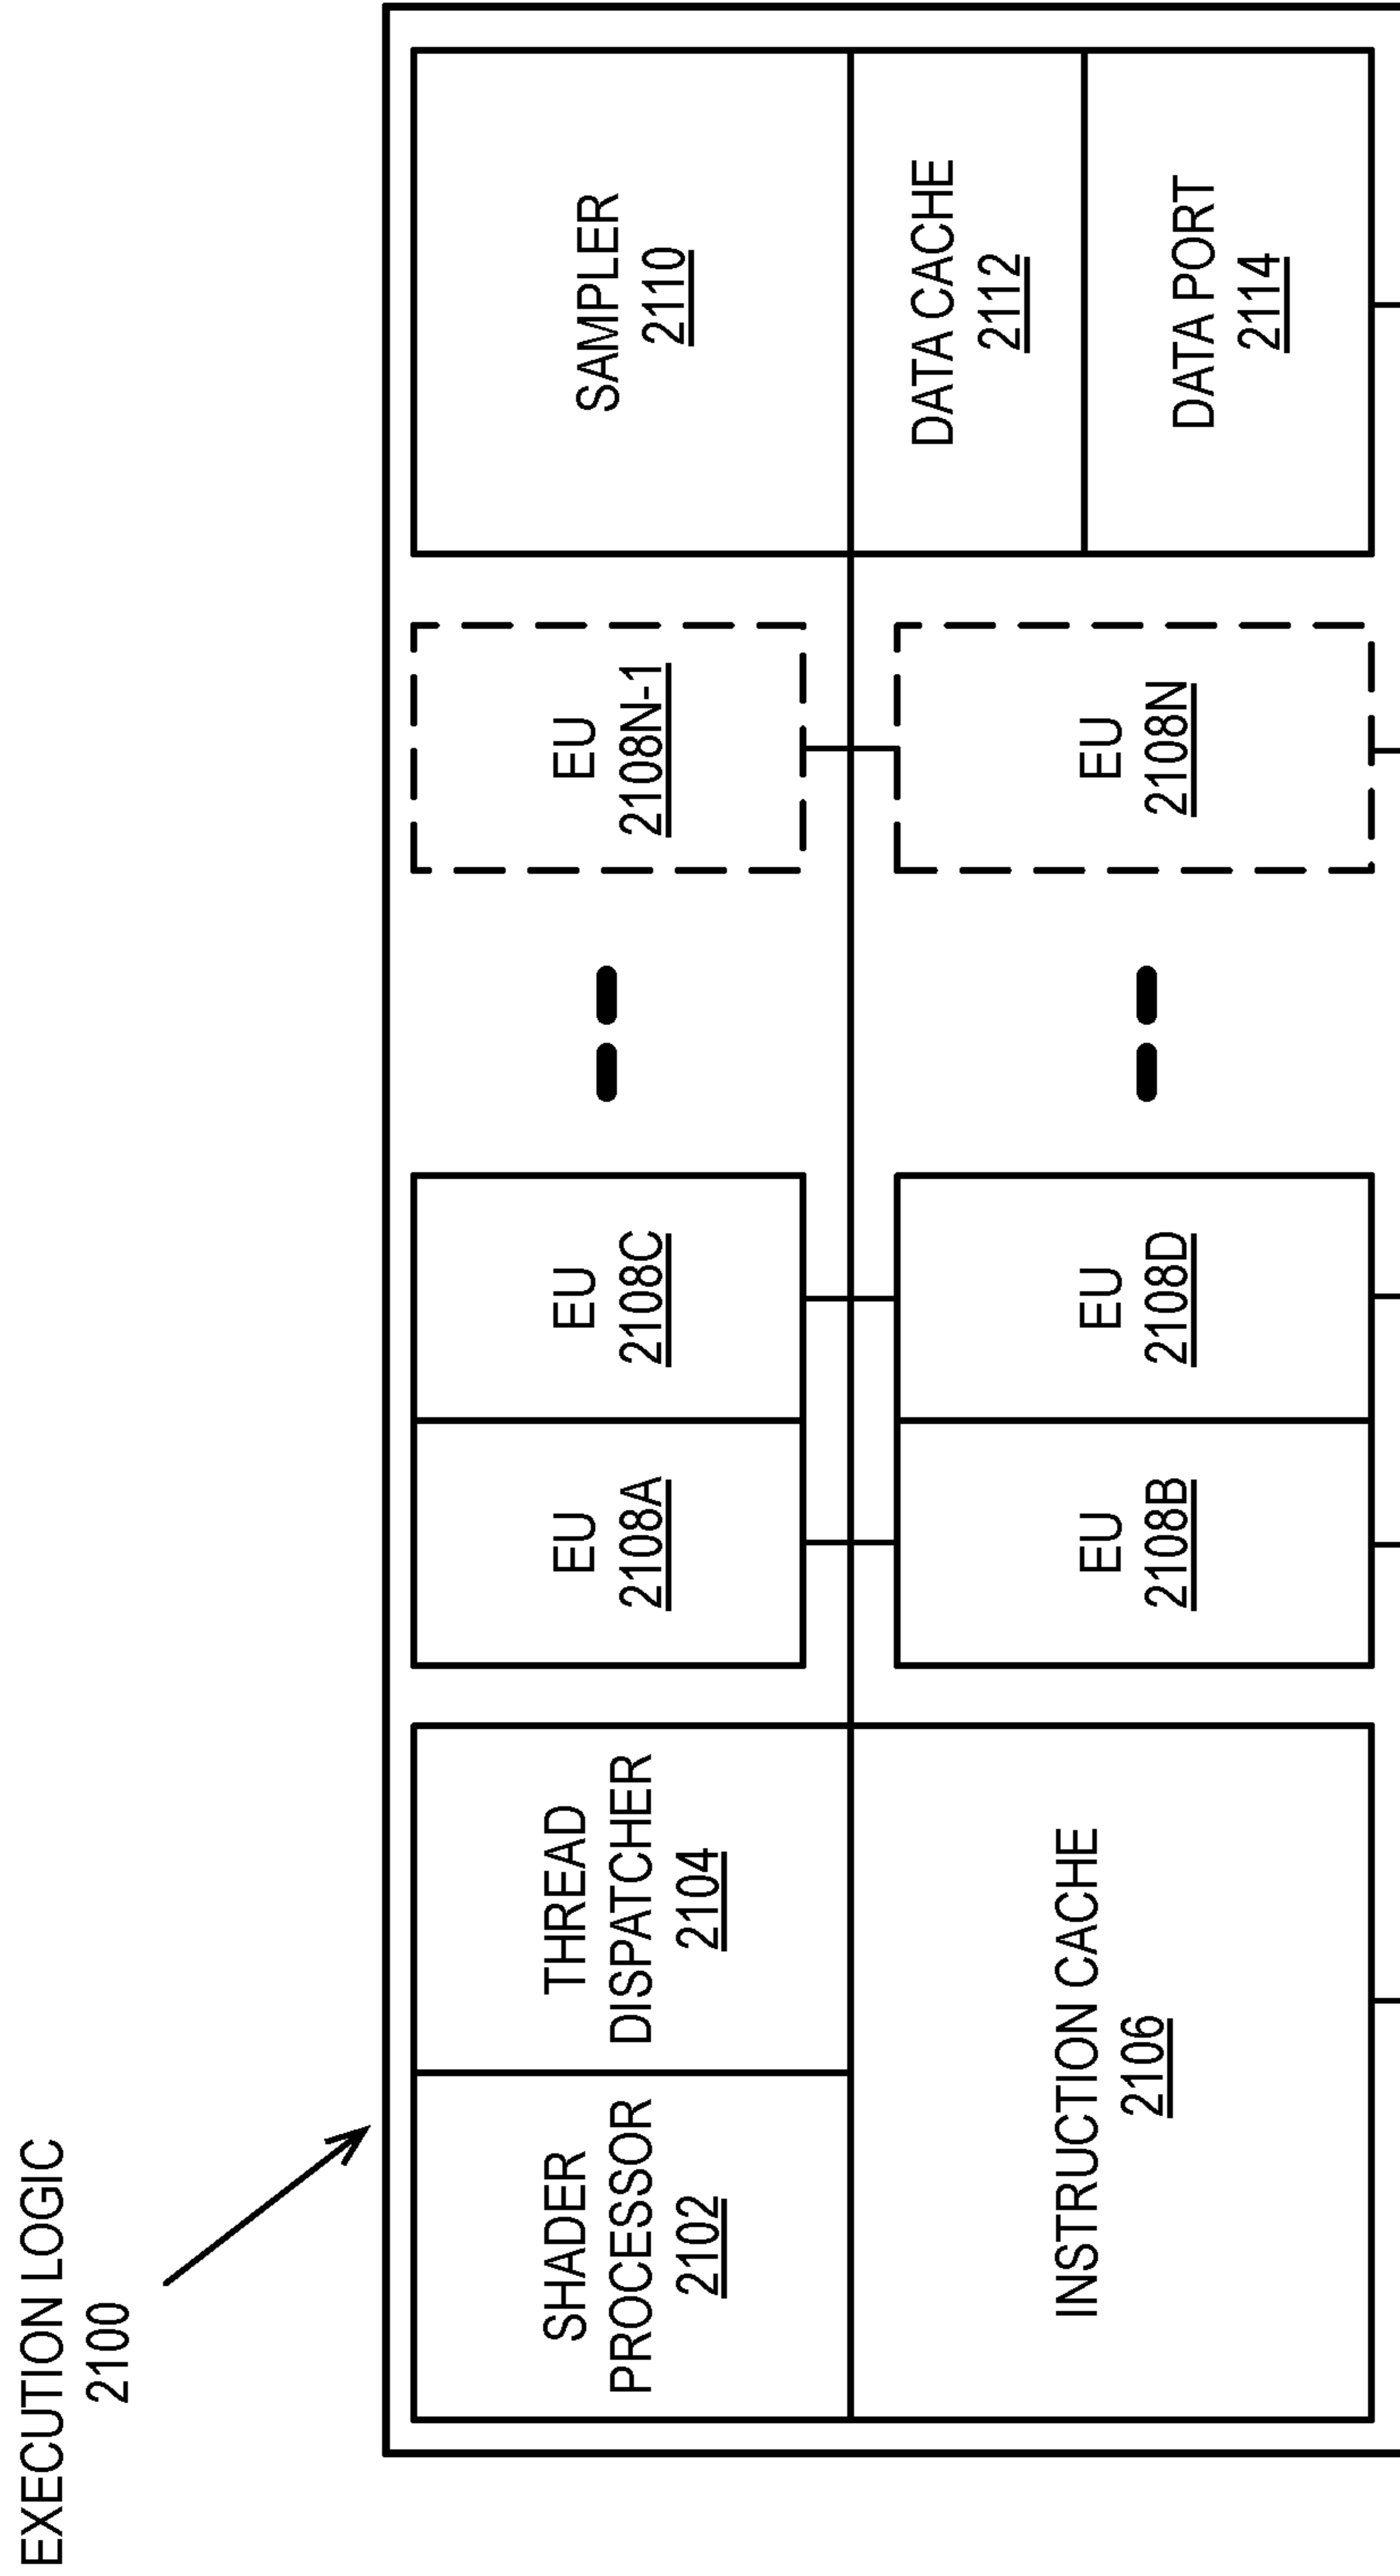 EXECUTION LOGIC
2100
SHADER
PROCESSOR
2102
THREAD
DISPATCHER
2104
EU
2108A
EU
2108C
EU
2108N-1
SAMPLER
2110
INSTRUCTION CACHE
2106
EU
2108B
EU
2108D
EU
2108N
DATA CACHE
2112
DATA PORT
2114